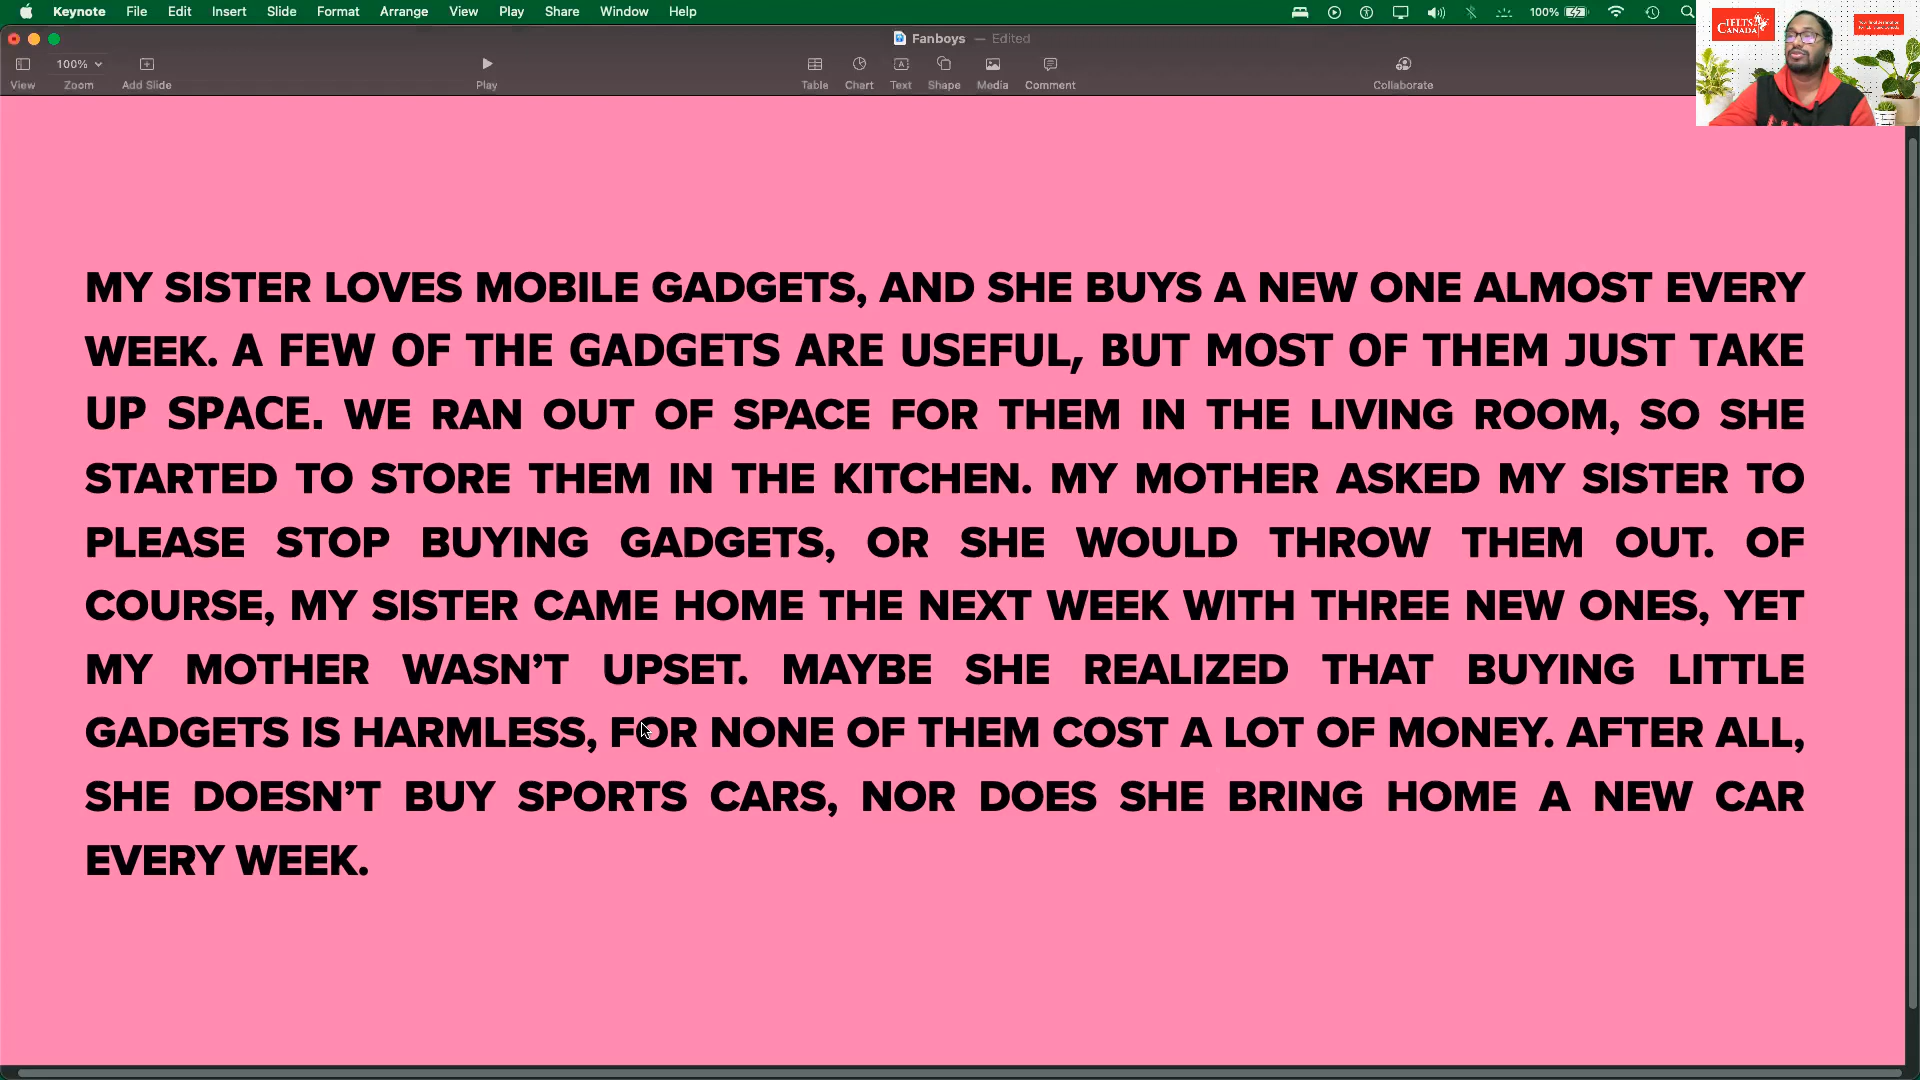 Keynote File Edit Insert Slide Format Arrange View Play Share Window Help 100%
Fanboys — Edited
100%
View Zoom Add Slide Play Table Chart Text Shape Media Comment Collaborate
IELTS CANADA
MY SISTER LOVES MOBILE GADGETS, AND SHE BUYS A NEW ONE ALMOST EVERY
WEEK. A FEW OF THE GADGETS ARE USEFUL, BUT MOST OF THEM JUST TAKE
UP SPACE. WE RAN OUT OF SPACE FOR THEM IN THE LIVING ROOM, SO SHE
STARTED TO STORE THEM IN THE KITCHEN. MY MOTHER ASKED MY SISTER TO
PLEASE STOP BUYING GADGETS, OR SHE WOULD THROW THEM OUT. OF
COURSE, MY SISTER CAME HOME THE NEXT WEEK WITH THREE NEW ONES, YET
MY MOTHER WASN’T UPSET. MAYBE SHE REALIZED THAT BUYING LITTLE
GADGETS IS HARMLESS, FOR NONE OF THEM COST A LOT OF MONEY. AFTER ALL,
SHE DOESN’T BUY SPORTS CARS, NOR DOES SHE BRING HOME A NEW CAR
EVERY WEEK.